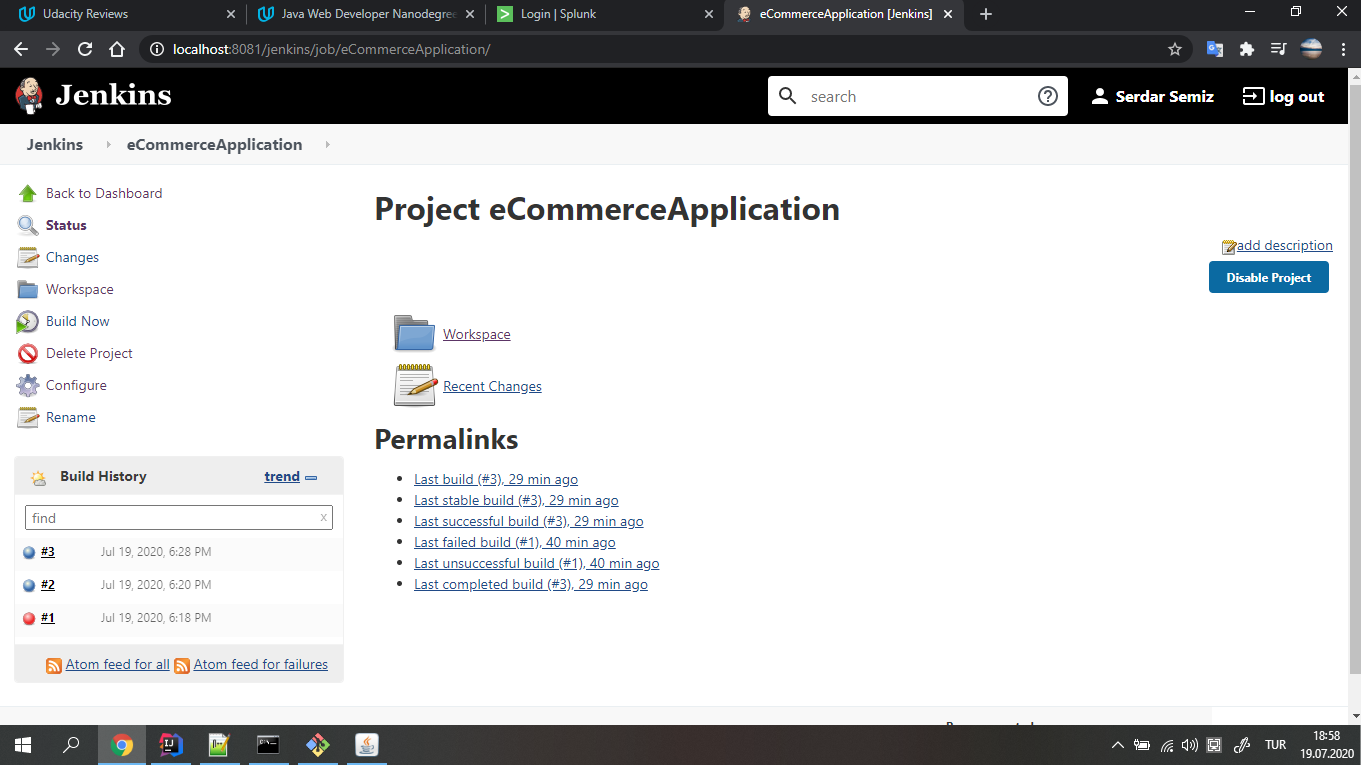 Udacity Reviews
Java Web Developer Nanodegree
Login | Splunk
eCommerceApplication [Jenkins]
localhost:8081/jenkins/job/eCommerceApplication/
Jenkins
search
Serdar Semiz
log out
Jenkins
eCommerceApplication
Back to Dashboard
Status
Changes
Workspace
Build Now
Delete Project
Configure
Rename
Build History
trend
find
x
#3 Jul 19, 2020, 6:28 PM
#2 Jul 19, 2020, 6:20 PM
#1 Jul 19, 2020, 6:18 PM
Atom feed for all
Atom feed for failures
Project eCommerceApplication
add description
Disable Project
Workspace
Recent Changes
Permalinks
Last build (#3), 29 min ago
Last stable build (#3), 29 min ago
Last successful build (#3), 29 min ago
Last failed build (#1), 40 min ago
Last unsuccessful build (#1), 40 min ago
Last completed build (#3), 29 min ago
TUR
18:58
19.07.2020